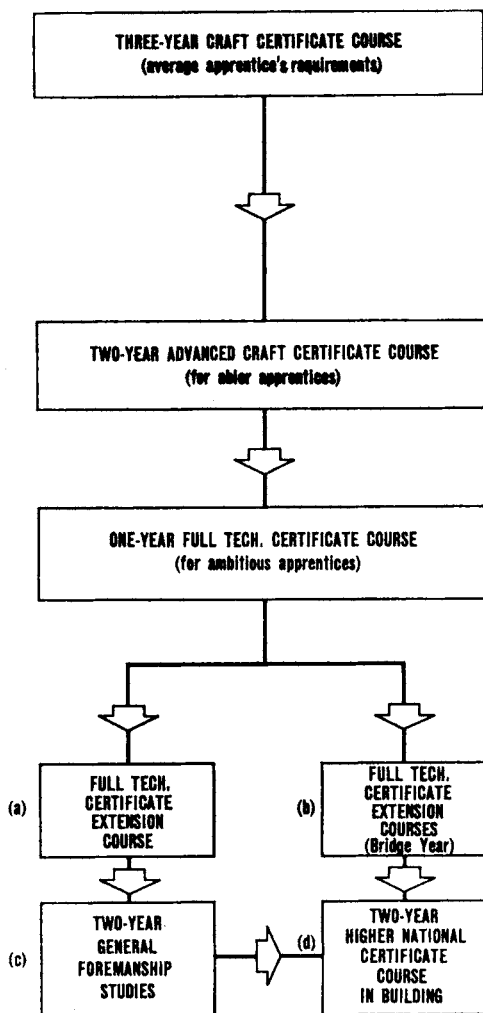 THREE-YEAR CRAFT CERTIFICATE COURSE
(average apprentice's requirements)
TWO-YEAR ADVANCED CRAFT CERTIFICATE COURSE
(for abler apprentices)
ONE-YEAR FULL TECH. CERTIFICATE COURSE
(for ambitious apprentices)
(a)
FULL TECH.
CERTIFICATE
EXTENSION
COURSE
(b)
FULL TECH.
CERTIFICATE
EXTENSION
COURSES
(Bridge Year)
(c)
TWO-YEAR
GENERAL
FOREMANSHIP
STUDIES
(d)
TWO-YEAR
HIGHER NATIONAL
CERTIFICATE
COURSE
IN BUILDING